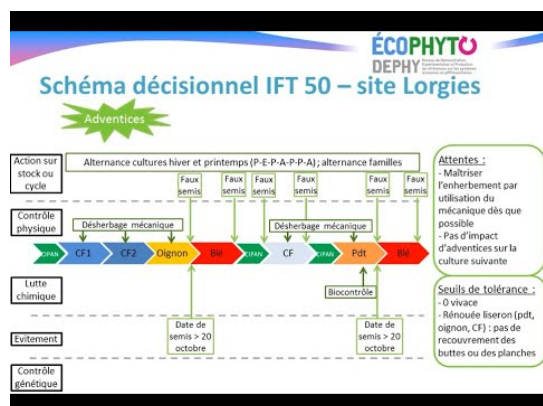 ÉCOPHYTO
DEPHY
Schéma décisionnel IFT 50 – site Lorgies
Adventices
Action sur
stock ou
cycle
Alternance cultures hiver et printemps (P-E-P-A-P-P-A) ; alternance familles
Faux
semis
Faux
semis
Faux
semis
Faux
semis
Faux
semis
Faux
semis
Contrôle
physique
Désherbage mécanique
Désherbage mécanique
CIPAN
CF1
CF2
Oignon
Blé
CIPAN
CF
CIPAN
Pdt
Blé
Lutte
chimique
Biocontrôle
Evitement
Date de
semis > 20
octobre
Date de
semis > 20
octobre
Contrôle
génétique
Attentes :
- Maîtriser
l'enherbement par
utilisation du
mécanique dès que
possible
- Pas d'impact
d'adventices sur la
culture suivante
Seuils de tolérance :
- 0 vivace
- Rénouée liseron (pdt,
oignon, CF) : pas de
recouvrement des
buttes ou des planches